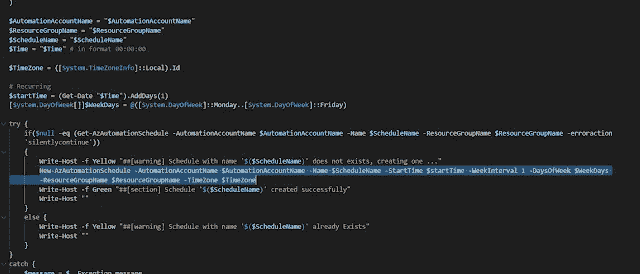 )
$AutomationAccountName = "$AutomationAccountName"
$ResourceGroupName = "$ResourceGroupName"
$ScheduleName = "$ScheduleName"
$Time = "$Time" # in format 00:00:00
$TimeZone = ([System.TimeZoneInfo]::Local).Id
# Recurring
$startTime = (Get-Date "$Time").AddDays(1)
[System.DayOfWeek[]]$WeekDays = @([System.DayOfWeek]::Monday..[System.DayOfWeek]::Friday)
try {
if($null -eq (Get-AzAutomationSchedule -AutomationAccountName $AutomationAccountName -Name $ScheduleName -ResourceGroupName $ResourceGroupName -erroraction
'silentlycontinue'))
{
Write-Host -f Yellow "##[warning] Schedule with name '$($ScheduleName)' does not exists, creating one ..."
New-AzAutomationSchedule -AutomationAccountName $AutomationAccountName -Name $ScheduleName -StartTime $startTime -WeekInterval 1 -DaysOfWeek $WeekDays
-ResourceGroupName $ResourceGroupName -TimeZone $TimeZone
Write-Host -f Green "##[section] Schedule '$($ScheduleName)' created successfully"
Write-Host ""
}
else {
Write-Host -f Yellow "##[warning] Schedule with name '$($ScheduleName)' already Exists"
Write-Host ""
}
}
catch {
$message = $_.Exception.message